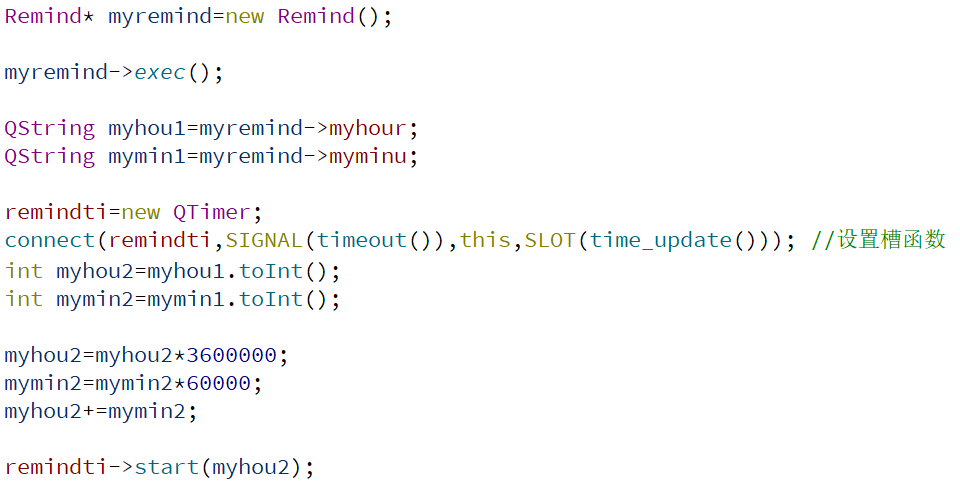 Remind* myremind=new Remind();
myremind->exec();
QString myhou1=myremind->myhour;
QString mymin1=myremind->myminu;
remindti=new QTimer;
connect(remindti,SIGNAL(timeout()),this,SLOT(time_update())); //设置槽函数
int myhou2=myhou1.toInt();
int mymin2=mymin1.toInt();
myhou2=myhou2*3600000;
mymin2=mymin2*60000;
myhou2+=mymin2;
remindti->start(myhou2);